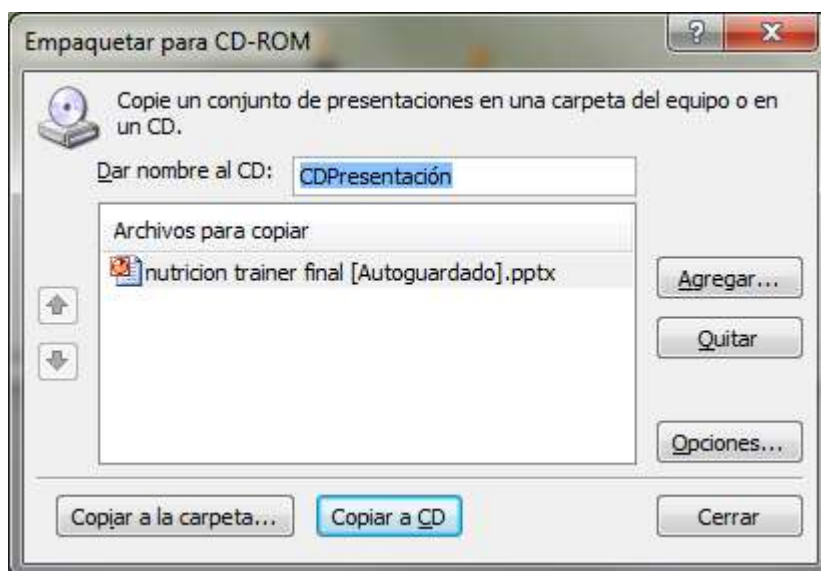 Empaquetar para CD-ROM
Copie un conjunto de presentaciones en una carpeta del equipo o en
un CD.
Dar nombre al CD: CDPresentación
Archivos para copiar
nutricion trainer final [Autoguardado].pptx
Agregar...
Quitar
Opciones...
Copiar a la carpeta... Copiar a CD Cerrar